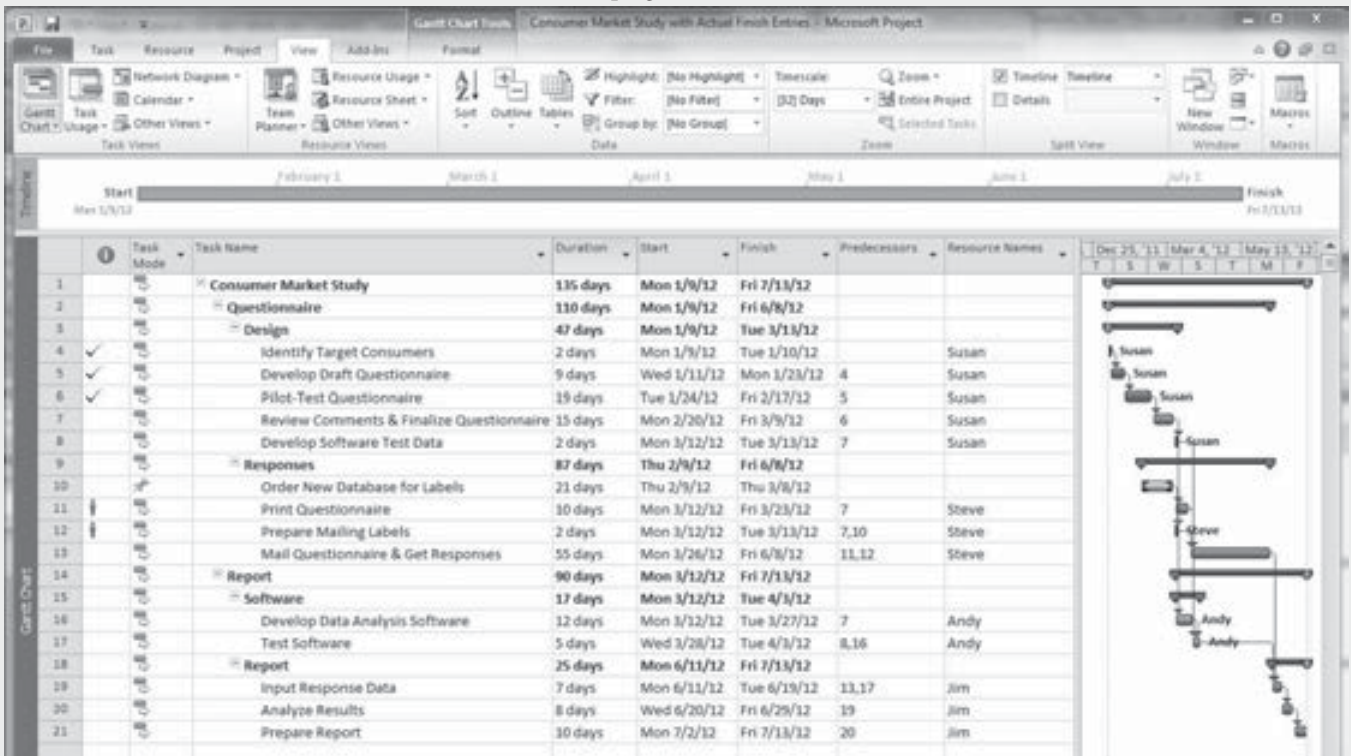 Gantt Chart Tools Consumer Market Study with Actual Finish Entries - Microsoft Project
File Task Resource Project View Add-Ins Format
Network Diagram Resource Usage Highlight: [No Highlight] Timescale: Zoom Timeline Timeline
Calendar Resource Sheet Filter: [No Filter] [32] Days Entire Project Details
Gantt Chart Task Usage Other Views Team Planner Other Views Sort Outline Tables Group by: [No Group] Selected Tasks New Window Macros
Task Views Resource Views Data Zoom Split View Window Macros
Timeline
February 1 March 1 April 1 May 1 June 1 July 1
Start Finish
Mon 1/9/12 Fri 7/13/12
Task Mode Task Name Duration Start Finish Predecessors Resource Names Dec 25, '11 Mar 4, '12 May 13, '12
T S W S T M F
1 Consumer Market Study 135 days Mon 1/9/12 Fri 7/13/12
2 Questionnaire 110 days Mon 1/9/12 Fri 6/8/12
3 Design 47 days Mon 1/9/12 Tue 3/13/12
4 Identify Target Consumers 2 days Mon 1/9/12 Tue 1/10/12 Susan Susan
5 Develop Draft Questionnaire 9 days Wed 1/11/12 Mon 1/23/12 4 Susan Susan
6 Pilot-Test Questionnaire 19 days Tue 1/24/12 Fri 2/17/12 5 Susan Susan
7 Review Comments & Finalize Questionnaire 15 days Mon 2/20/12 Fri 3/9/12 6 Susan
8 Develop Software Test Data 2 days Mon 3/12/12 Tue 3/13/12 7 Susan Susan
9 Responses 87 days Thu 2/9/12 Fri 6/8/12
10 Order New Database for Labels 21 days Thu 2/9/12 Thu 3/8/12
11 Print Questionnaire 10 days Mon 3/12/12 Fri 3/23/12 7 Steve
12 Prepare Mailing Labels 2 days Mon 3/12/12 Tue 3/13/12 7,10 Steve Steve
13 Mail Questionnaire & Get Responses 55 days Mon 3/26/12 Fri 6/8/12 11,12 Steve
14 Report 90 days Mon 3/12/12 Fri 7/13/12
15 Software 17 days Mon 3/12/12 Tue 4/3/12
16 Develop Data Analysis Software 12 days Mon 3/12/12 Tue 3/27/12 7 Andy Andy
17 Test Software 5 days Wed 3/28/12 Tue 4/3/12 8,16 Andy Andy
18 Report 25 days Mon 6/11/12 Fri 7/13/12
19 Input Response Data 7 days Mon 6/11/12 Tue 6/19/12 13,17 Jim
20 Analyze Results 8 days Wed 6/20/12 Fri 6/29/12 19 Jim
21 Prepare Report 10 days Mon 7/2/12 Fri 7/13/12 20 Jim
Gantt Chart